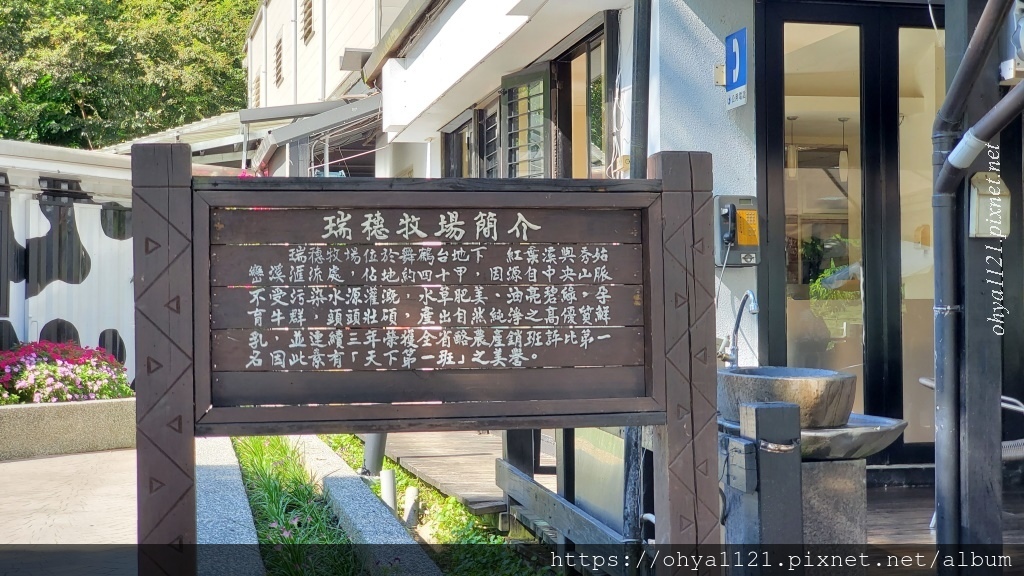 瑞穗牧場簡介
瑞穗牧場位於舞鶴台地下 紅葉溪與秀姑
巒溪滙流處，佔地約四十甲，因源自中央山脈
不受污染水源灌溉，水草肥美、油亮碧綠，孕
育牛群，頭頭壯碩，產出自然純凈之高優質鮮
乳，並連續三年榮獲全省酪農產銷班評比第一
名因此素有「天下第一班」之美譽。
ohya1121.pixnet.net
https://ohya1121.pixnet.net/album